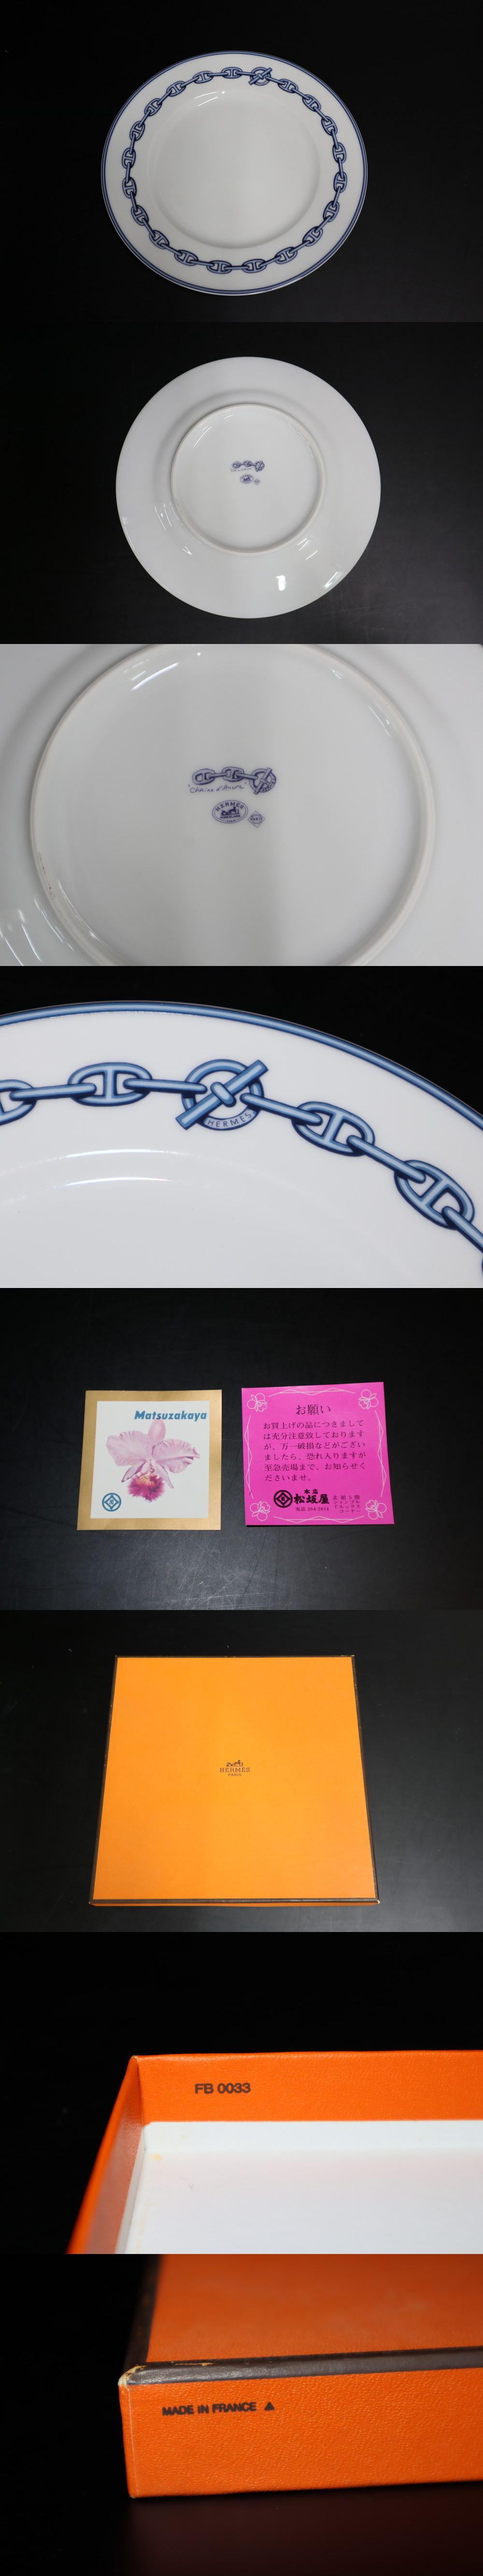 "Chaine d'Ancre"
HERMES
HERMES
Matsuzakaya
お願い
お買上げの品につきまして
は充分注意致しております
が、万一破損などがござい
ましたら、恐れ入りますが
至急売場まで、お知らせく
ださいませ。
松坂屋
HERMES
PARIS
FB 0033
MADE IN FRANCE ▲